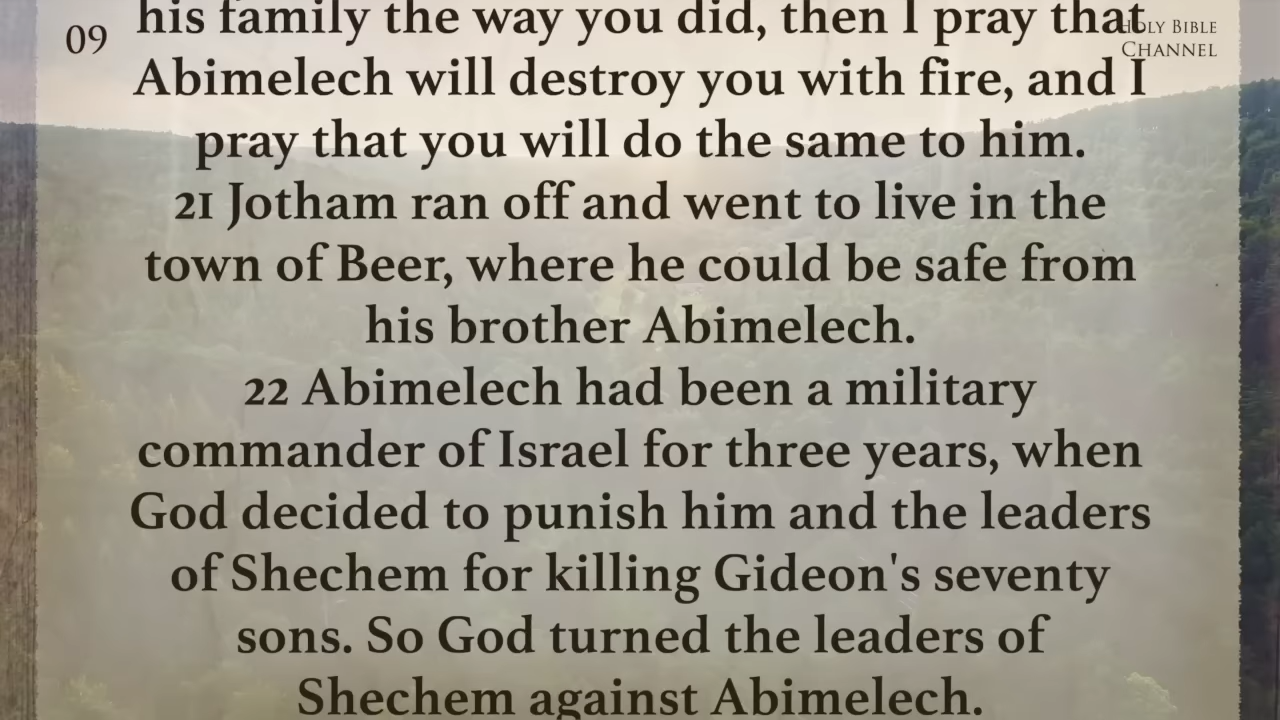 09
HOLY BIBLE
CHANNEL
his family the way you did, then I pray that
Abimelech will destroy you with fire, and I
pray that you will do the same to him.
21 Jotham ran off and went to live in the
town of Beer, where he could be safe from
his brother Abimelech.
22 Abimelech had been a military
commander of Israel for three years, when
God decided to punish him and the leaders
of Shechem for killing Gideon's seventy
sons. So God turned the leaders of
Shechem against Abimelech.